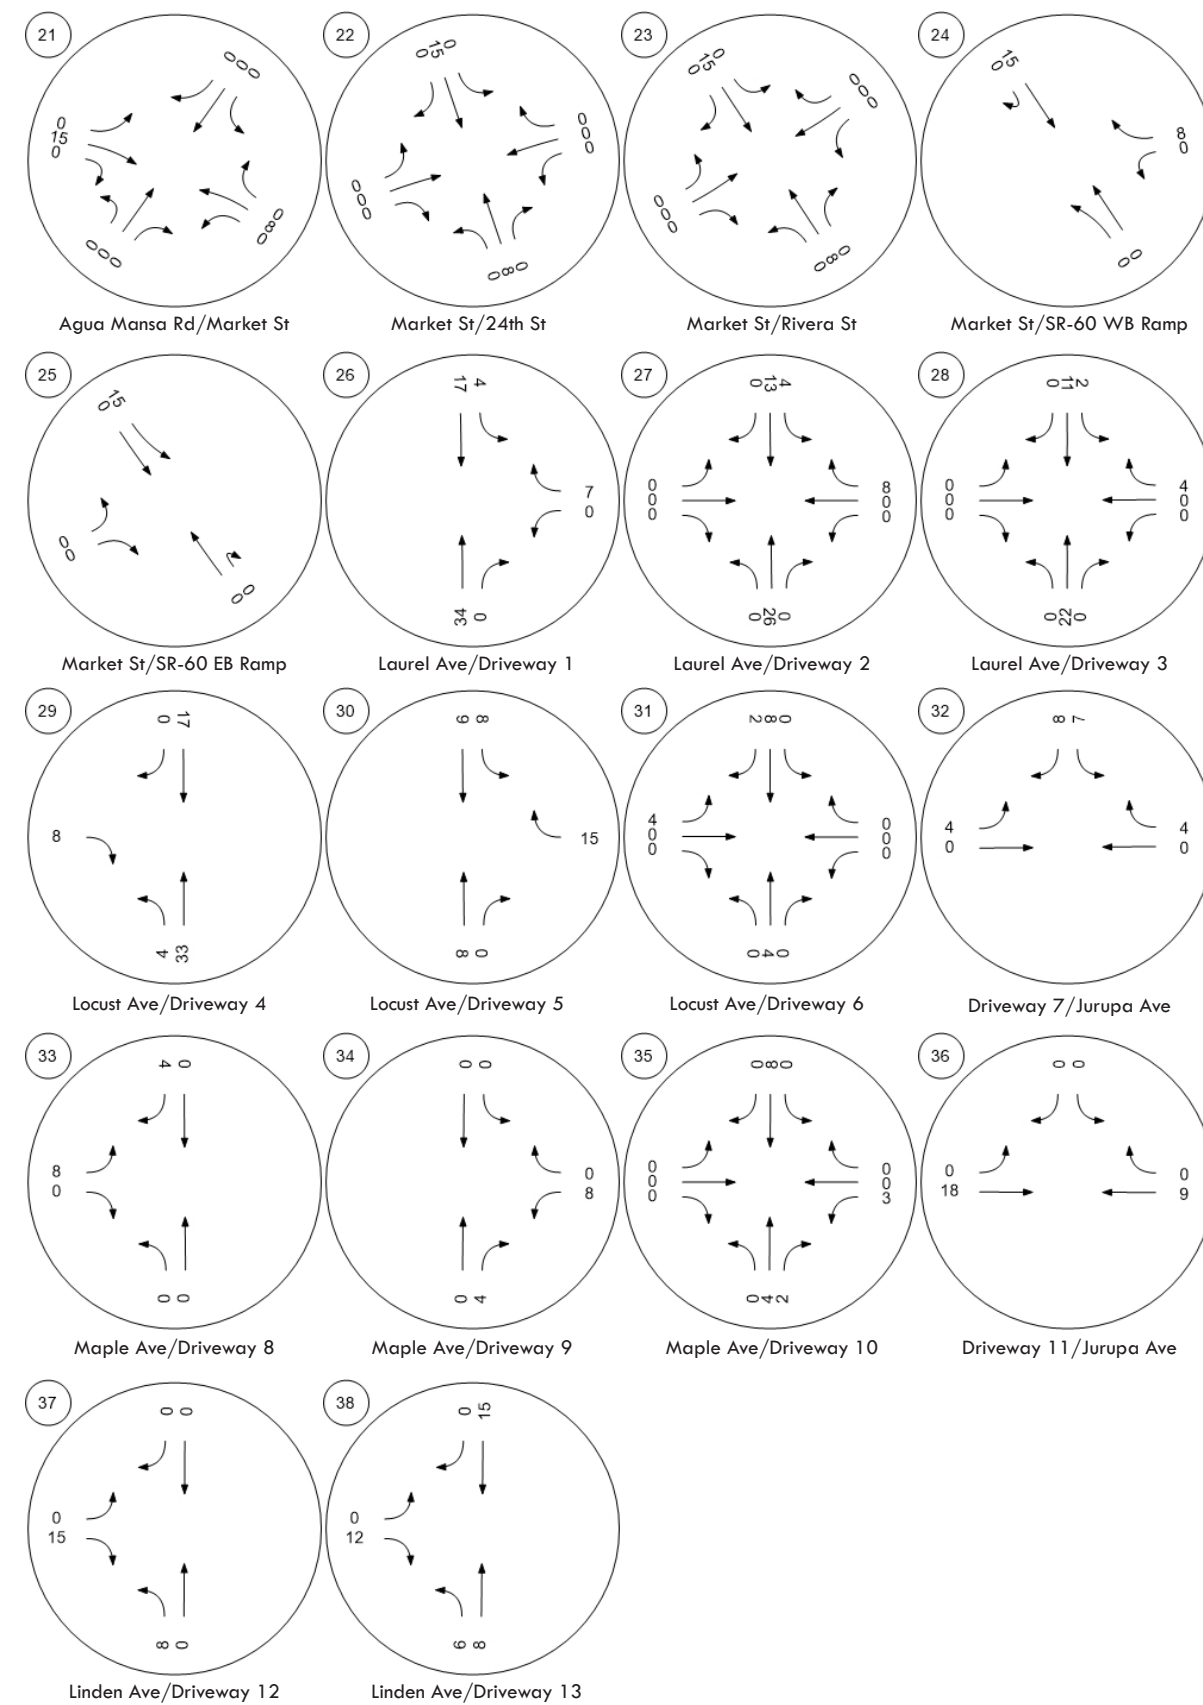 21
0 0 0
0
15
0
0 8 0
0 0 0
Agua Mansa Rd/Market St
22
0 15 0
0
0
0
0 0 0
0 8 0
Market St/24th St
23
0 15 0
0 0 0
0 0 0
0 8 0
Market St/Rivera St
24
0 15
8
0
0 0
Market St/SR-60 WB Ramp
25
0 15
0 0
0 0
Market St/SR-60 EB Ramp
26
17 4
7
0
34 0
Laurel Ave/Driveway 1
27
0 13 4
0
0
0
8
0
0
0 26 0
Laurel Ave/Driveway 2
28
0 11 2
0
0
0
4
0
0
0 22 0
Laurel Ave/Driveway 3
29
0 17
8
4 33
Locust Ave/Driveway 4
30
9 8
15
8 0
Locust Ave/Driveway 5
31
2 8 0
4
0
0
0
0
0
0 4 0
Locust Ave/Driveway 6
32
8 7
4
0
4
0
Driveway 7/Jurupa Ave
33
4 0
8
0
0 0
Maple Ave/Driveway 8
34
0 0
0
8
0 4
Maple Ave/Driveway 9
35
0 8 0
0
0
0
0
0
3
0 4 2
Maple Ave/Driveway 10
36
0 0
0
18
0
9
Driveway 11/Jurupa Ave
37
0 0
0
15
8 0
Linden Ave/Driveway 12
38
0 15
0
12
6 8
Linden Ave/Driveway 13